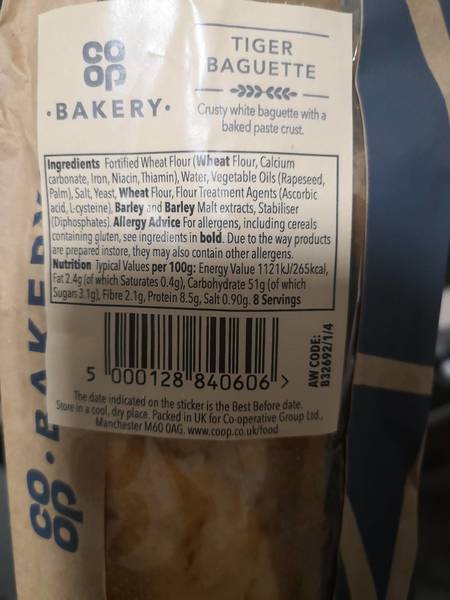 CO
OP
·BAKERY·
TIGER
BAGUETTE
Crusty white baguette with a
baked paste crust.
Ingredients Fortified Wheat Flour (Wheat Flour, Calcium
carbonate, Iron, Niacin, Thiamin), Water, Vegetable Oils (Rapeseed,
Palm), Salt, Yeast, Wheat Flour, Flour Treatment Agents (Ascorbic
acid, L-cysteine), Barley and Barley Malt extracts, Stabiliser
(Diphosphates). Allergy Advice For allergens, including cereals
containing gluten, see ingredients in bold. Due to the way products
are prepared instore, they may also contain other allergens.
Nutrition Typical Values per 100g: Energy Value 1121kJ/265kcal,
Fat 2.4g (of which Saturates 0.4g), Carbohydrate 51g (of which
Sugars 3.1g), Fibre 2.1g, Protein 8.5g, Salt 0.90g. 8 Servings
5 000128 840606 >
AW CODE:
B32692/1/4
The date indicated on the sticker is the Best Before date.
Store in a cool, dry place. Packed in UK for Co-operative Group Ltd.,
Manchester M60 0AG. www.coop.co.uk/food
CO
OP
·BAKERY